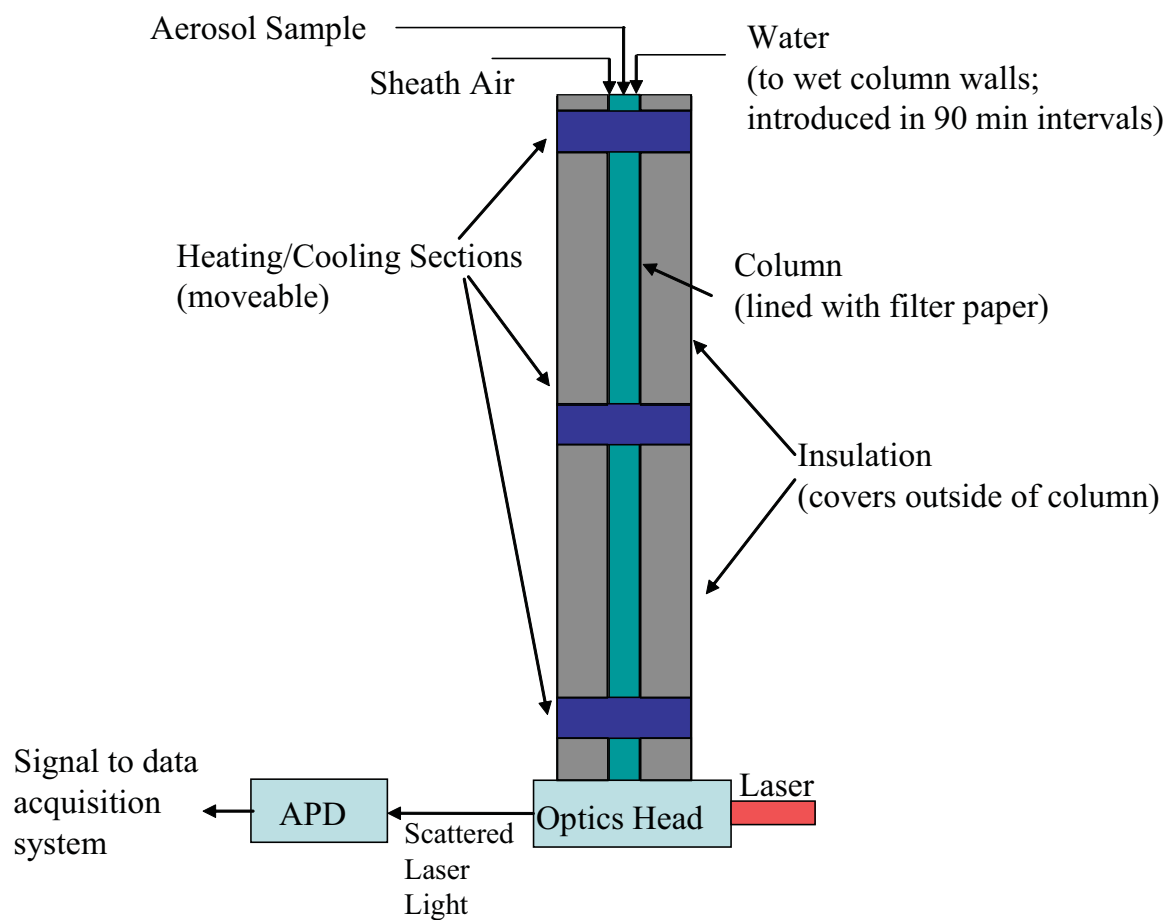 Aerosol Sample
Sheath Air
Water
(to wet column walls;
introduced in 90 min intervals)
Heating/Cooling Sections
(moveable)
Column
(lined with filter paper)
Insulation
(covers outside of column)
Signal to data
acquisition
system
APD
Scattered
Laser
Light
Optics Head
Laser